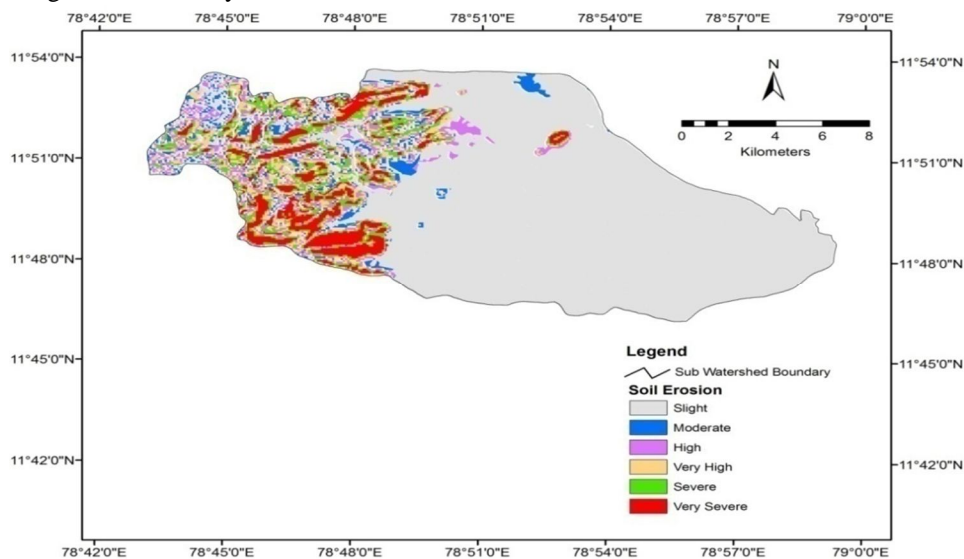 78°42'0"E 78°45'0"E 78°48'0"E 78°51'0"E 78°54'0"E 78°57'0"E 79°0'0"E
11°54'0"N 11°54'0"N
N
0 2 4 6 8
Kilometers
11°51'0"N 11°51'0"N
11°48'0"N 11°48'0"N
11°45'0"N 11°45'0"N
Legend
Sub Watershed Boundary
Soil Erosion
Slight
Moderate
High
Very High
Severe
Very Severe
11°42'0"N 11°42'0"N
78°42'0"E 78°45'0"E 78°48'0"E 78°51'0"E 78°54'0"E 78°57'0"E 79°0'0"E